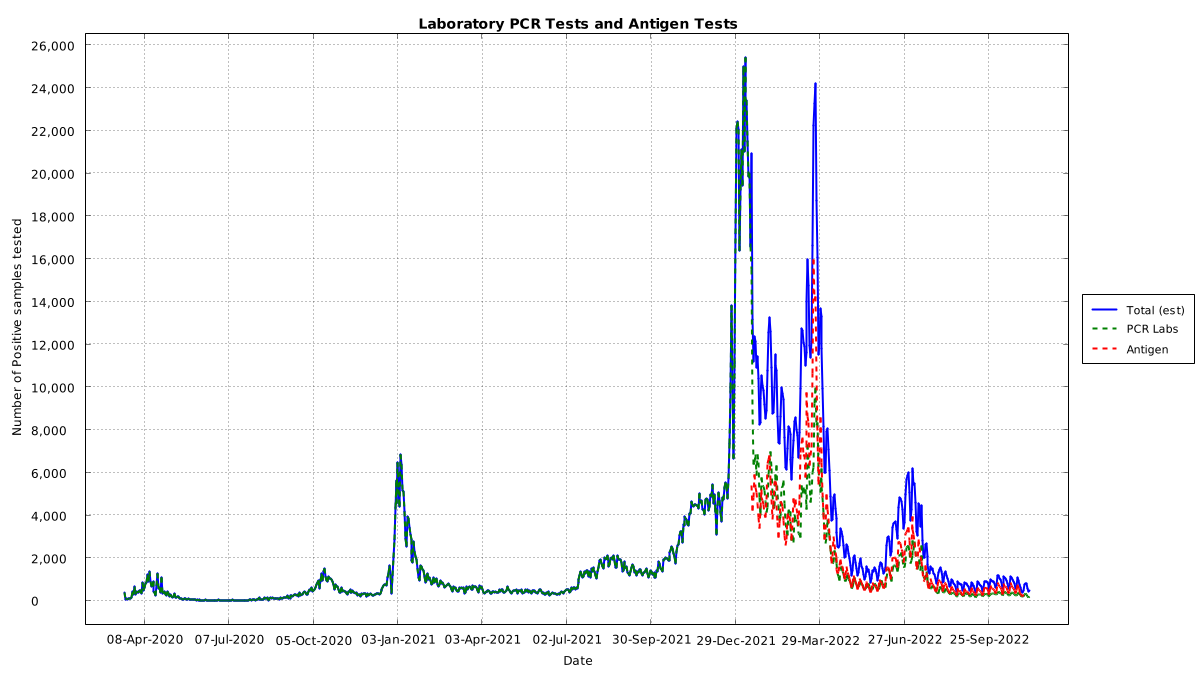 Laboratory PCR Tests and Antigen Tests
26,000
24,000
22,000
20,000
18,000
16,000
14,000
12,000
10,000
8,000
6,000
4,000
2,000
0
Number of Positive samples tested
08-Apr-2020 07-Jul-2020 05-Oct-2020 03-Jan-2021 03-Apr-2021 02-Jul-2021 30-Sep-2021 29-Dec-2021 29-Mar-2022 27-Jun-2022 25-Sep-2022
Date
Total (est)
PCR Labs
Antigen